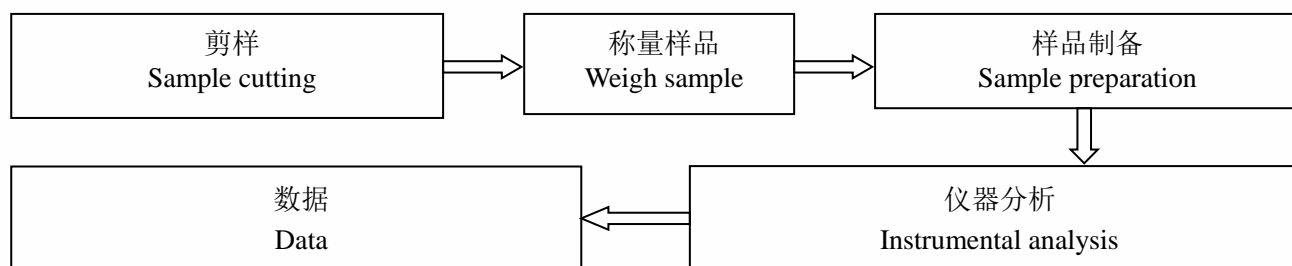 剪样
Sample cutting
称量样品
Weigh sample
样品制备
Sample preparation
仪器分析
Instrumental analysis
数据
Data